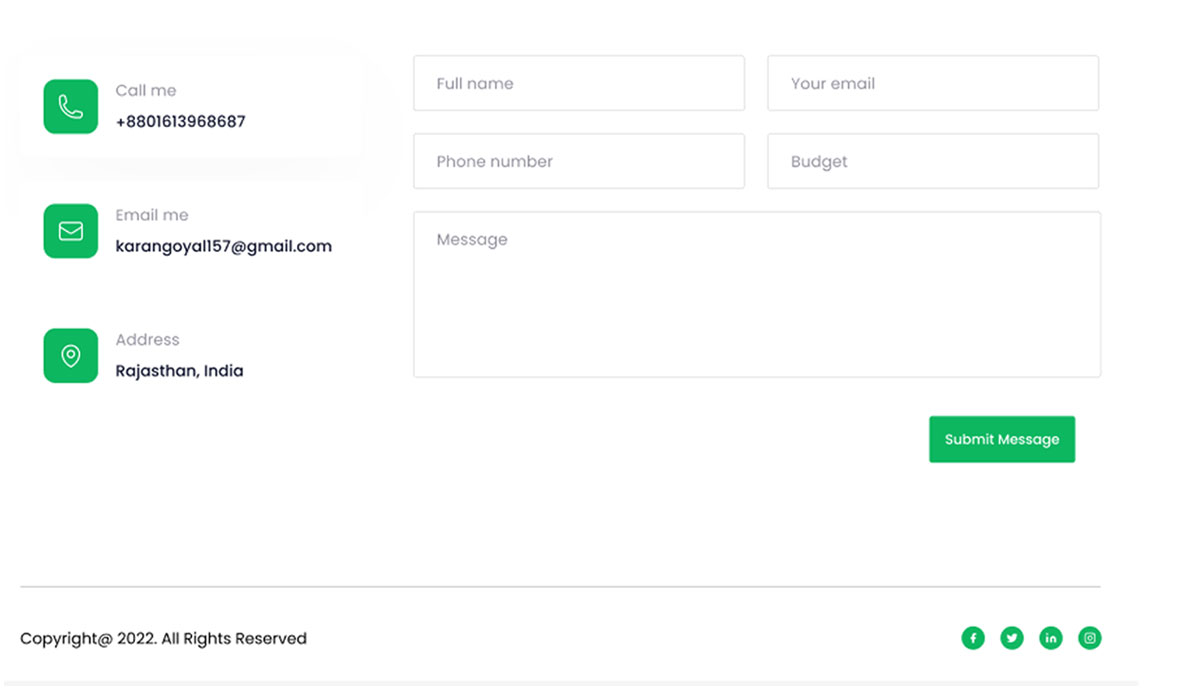 Call me
+8801613968687
Email me
karangoyal157@gmail.com
Address
Rajasthan, India
Full name
Your email
Phone number
Budget
Message
Submit Message
Copyright@ 2022. All Rights Reserved